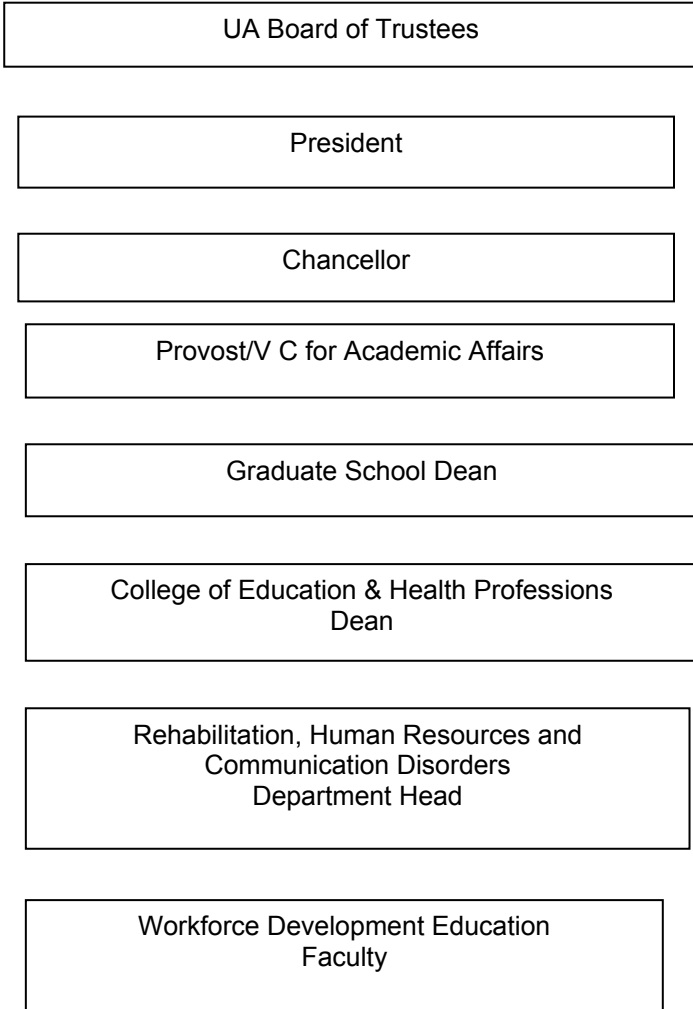 UA Board of Trustees
President
Chancellor
Provost/V C for Academic Affairs
Graduate School Dean
College of Education & Health Professions
Dean
Rehabilitation, Human Resources and
Communication Disorders
Department Head
Workforce Development Education
Faculty